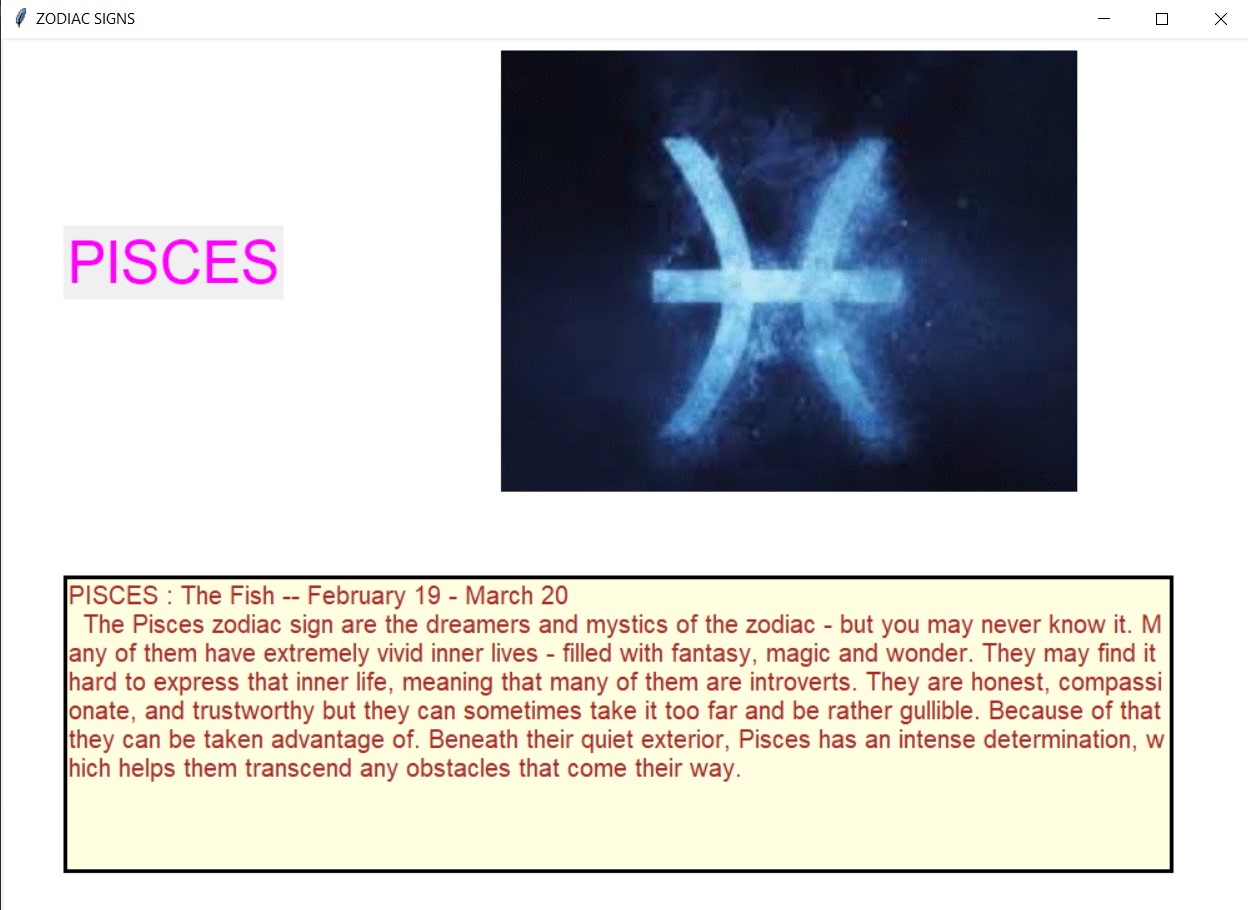 ZODIAC SIGNS
PISCES
PISCES : The Fish -- February 19 - March 20
The Pisces zodiac sign are the dreamers and mystics of the zodiac - but you may never know it. M
any of them have extremely vivid inner lives - filled with fantasy, magic and wonder. They may find it
hard to express that inner life, meaning that many of them are introverts. They are honest, compassi
onate, and trustworthy but they can sometimes take it too far and be rather gullible. Because of that
they can be taken advantage of. Beneath their quiet exterior, Pisces has an intense determination, w
hich helps them transcend any obstacles that come their way.